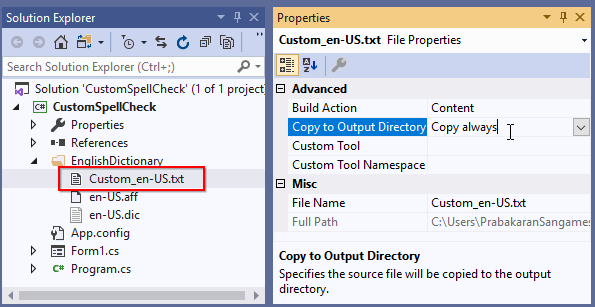 Solution Explorer
Search Solution Explorer (Ctrl+;)
Solution 'CustomSpellCheck' (1 of 1 project
CustomSpellCheck
Properties
References
EnglishDictionary
Custom_en-US.txt
en-US.aff
en-US.dic
App.config
Form1.cs
Program.cs
Properties
Custom_en-US.txt File Properties
Advanced
Build Action Content
Copy to Output Directory Copy always
Custom Tool
Custom Tool Namespace
Misc
File Name Custom_en-US.txt
Full Path C:\Users\PrabakaranSangames
Copy to Output Directory
Specifies the source file will be copied to the output
directory.